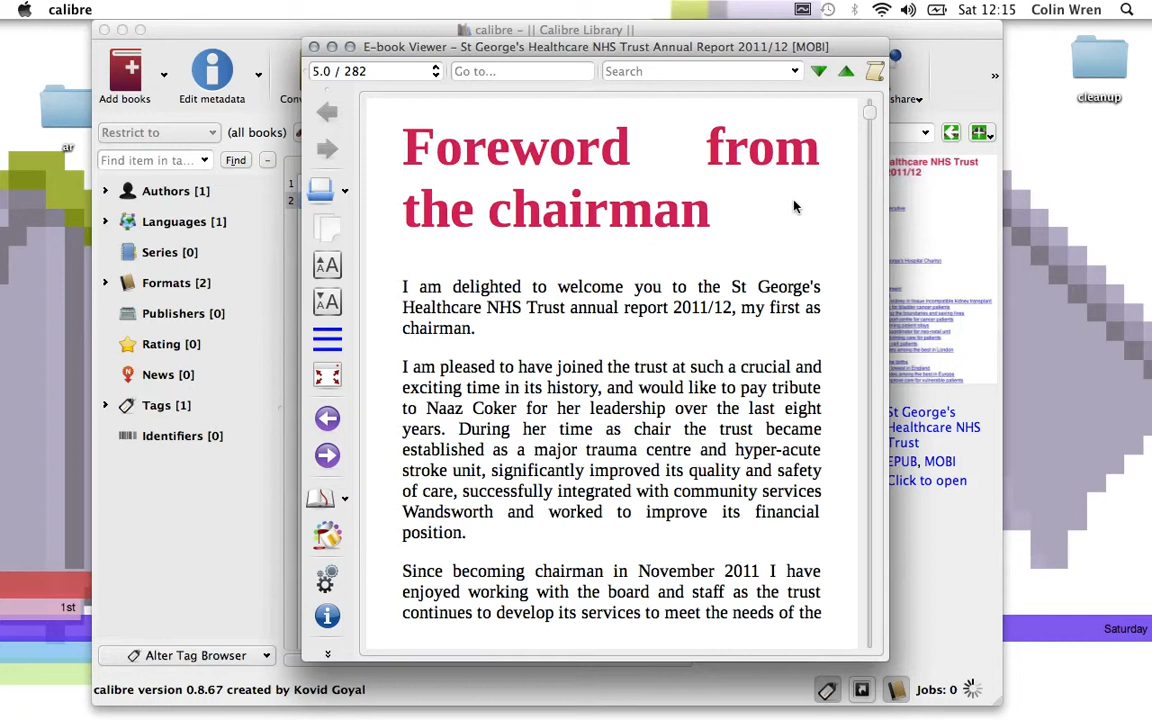 calibre
Sat 12:15
Colin Wren
calibre - || Calibre Library ||
E-book Viewer – St George's Healthcare NHS Trust Annual Report 2011/12 [MOBI]
5.0 / 282
Go to...
Search
Add books
Edit metadata
share
»
cleanup
ar
Restrict to
(all books)
Find item in ta...
Find
Authors [1]
Languages [1]
Series [0]
Formats [2]
Publishers [0]
Rating [0]
News [0]
Tags [1]
Identifiers [0]
1
2
Foreword from
the chairman
I am delighted to welcome you to the St George's
Healthcare NHS Trust annual report 2011/12, my first as
chairman.
I am pleased to have joined the trust at such a crucial and
exciting time in its history, and would like to pay tribute
to Naaz Coker for her leadership over the last eight
years. During her time as chair the trust became
established as a major trauma centre and hyper-acute
stroke unit, significantly improved its quality and safety
of care, successfully integrated with community services
Wandsworth and worked to improve its financial
position.
Since becoming chairman in November 2011 I have
enjoyed working with the board and staff as the trust
continues to develop its services to meet the needs of the
ealthcare NHS Trust
2011/12
St George's
Healthcare NHS
Trust
EPUB, MOBI
Click to open
1st
Saturday
Alter Tag Browser
calibre version 0.8.67 created by Kovid Goyal
Jobs: 0